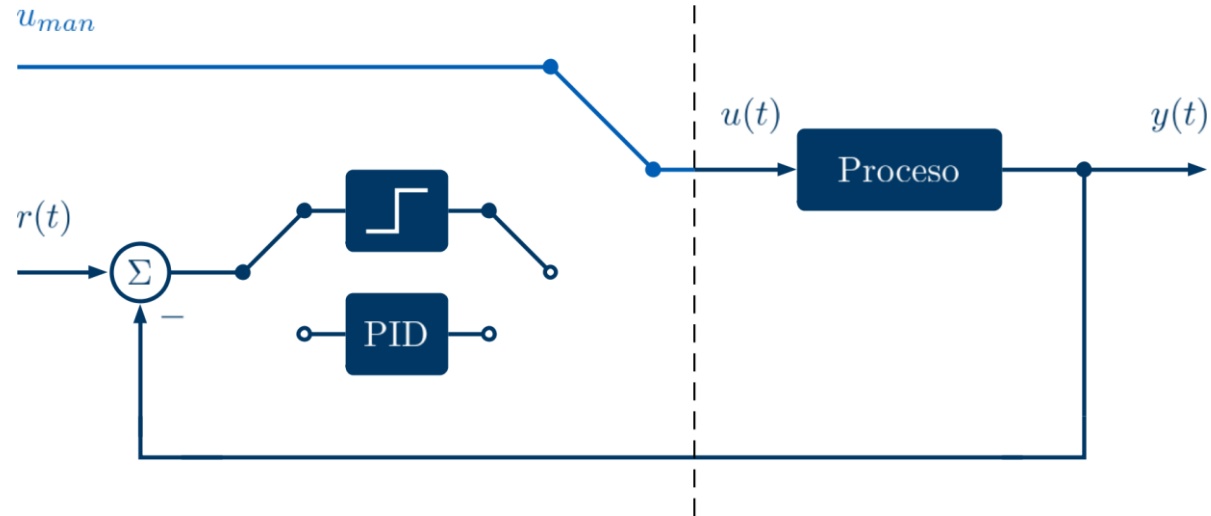 u_man
u(t)
y(t)
Proceso
r(t)
Σ
−
PID